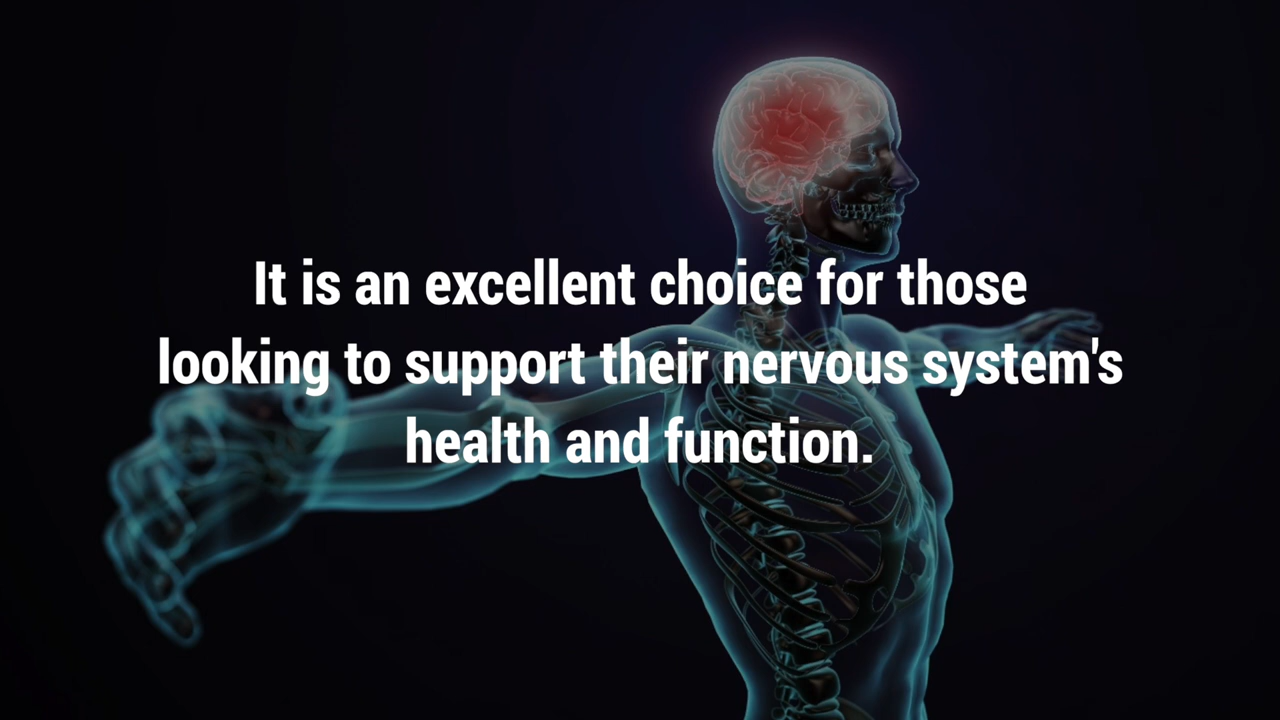 It is an excellent choice for those
looking to support their nervous system's
health and function.